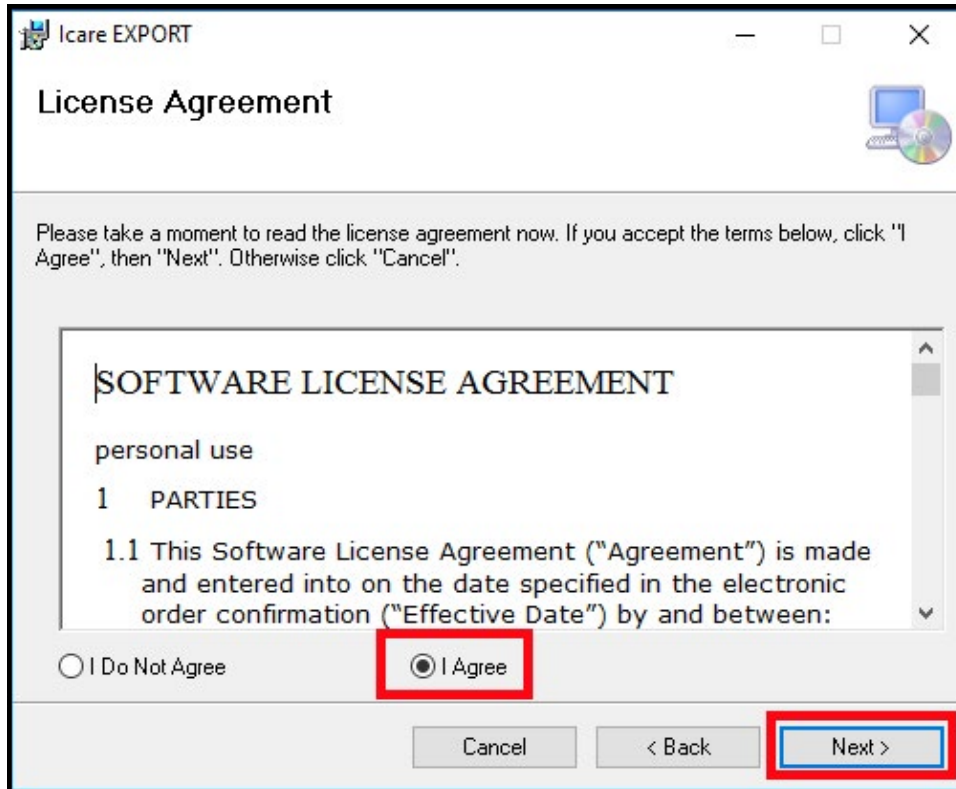 Icare EXPORT
License Agreement
Please take a moment to read the license agreement now. If you accept the terms below, click "I
Agree", then "Next". Otherwise click "Cancel".
SOFTWARE LICENSE AGREEMENT
personal use
1 PARTIES
1.1 This Software License Agreement (“Agreement”) is made
and entered into on the date specified in the electronic
order confirmation (“Effective Date”) by and between:
I Do Not Agree I Agree
Cancel < Back Next >